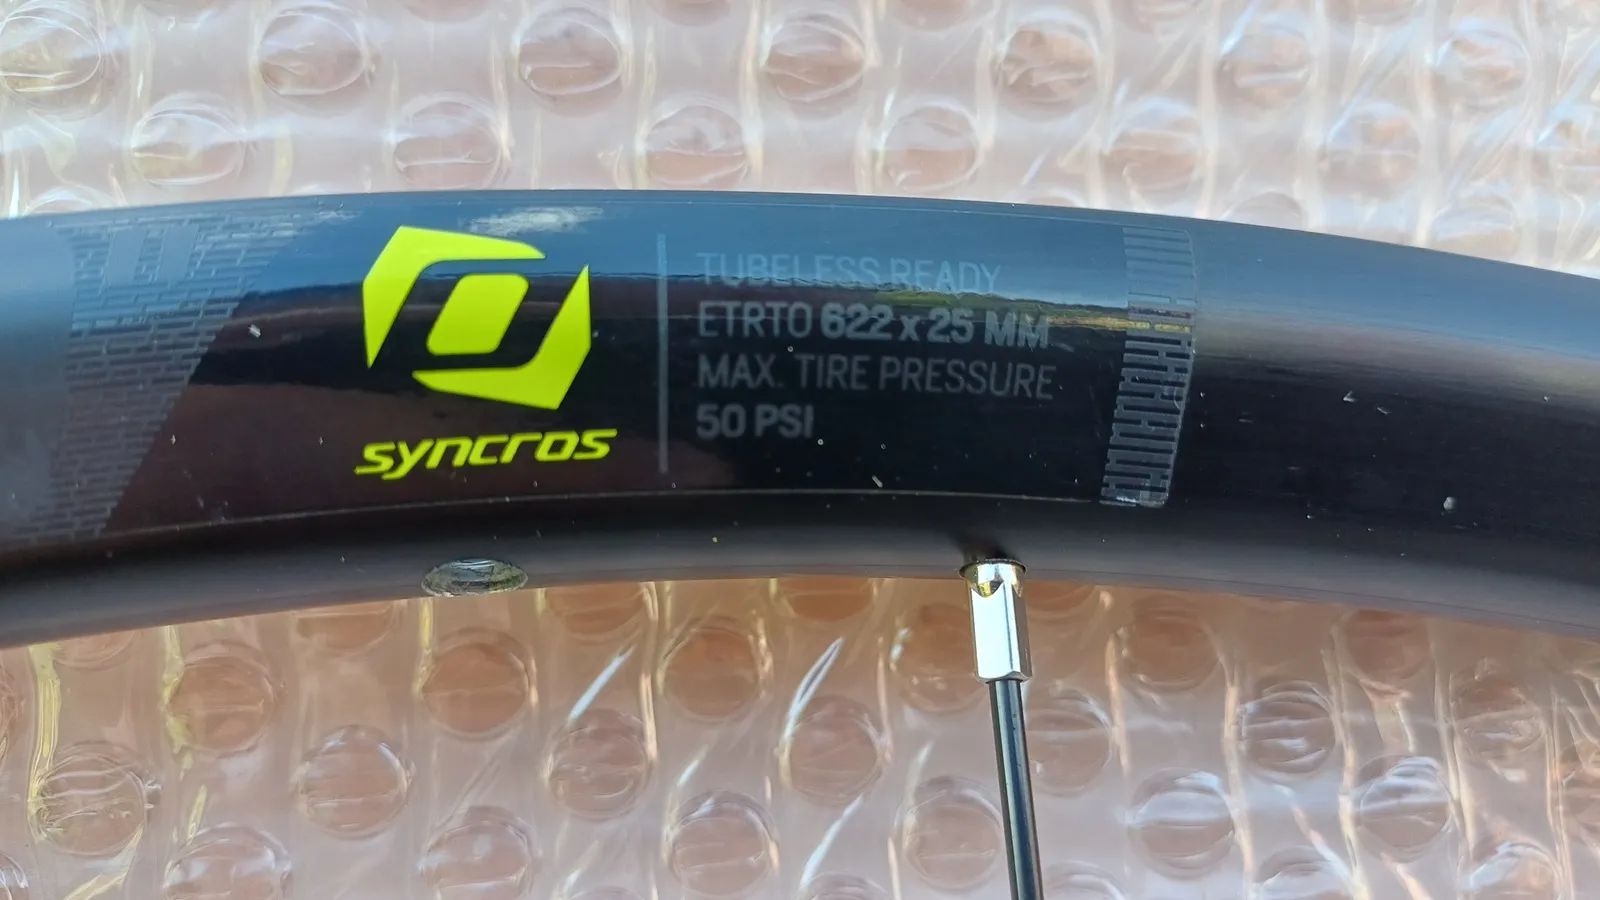 syncros
TUBELESS READY
ETRTO 622 x 25 MM
MAX. TIRE PRESSURE
50 PSI